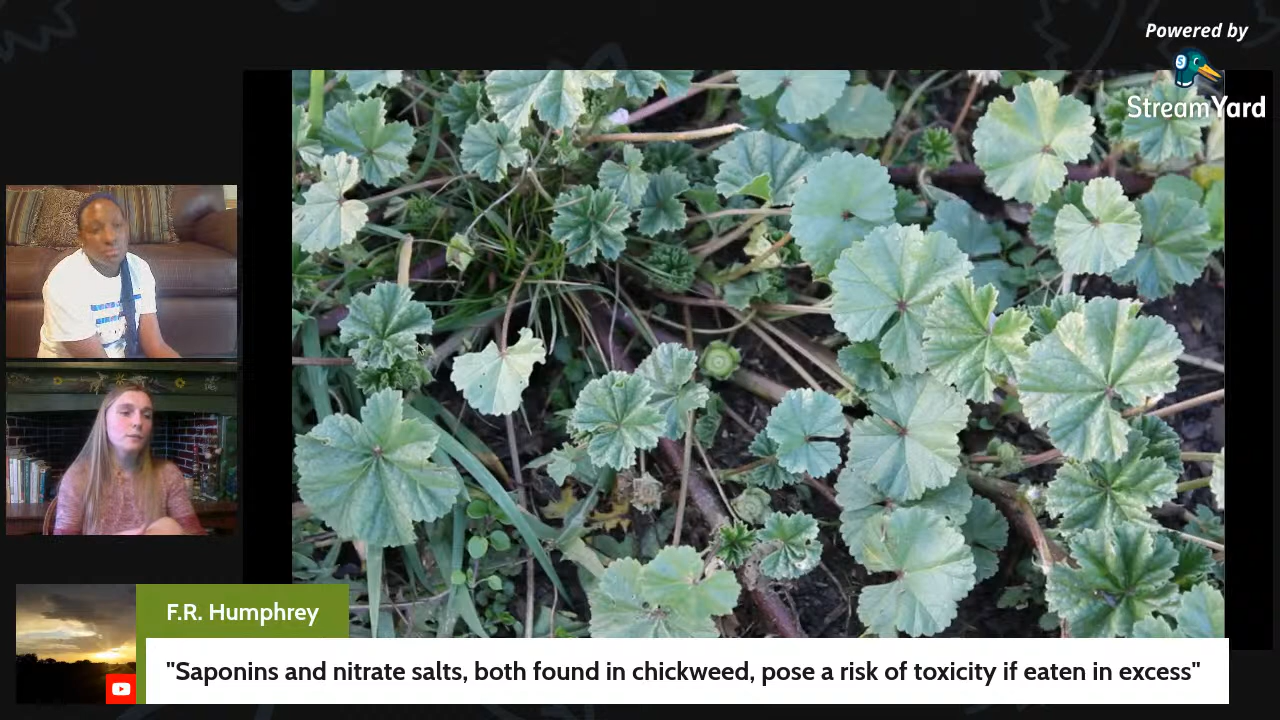 Powered by
StreamYard
F.R. Humphrey
"Saponins and nitrate salts, both found in chickweed, pose a risk of toxicity if eaten in excess"